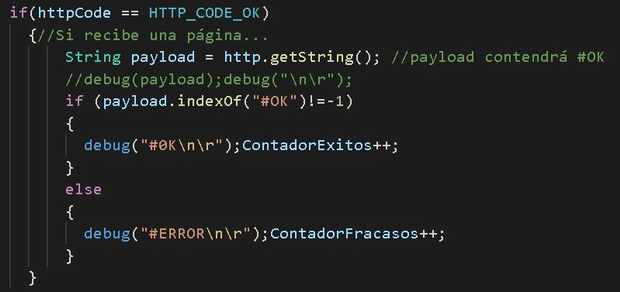 if(httpCode == HTTP_CODE_OK)
{//Si recibe una página...
String payload = http.getString(); //payload contendrá #OK
//debug(payload);debug("\n\r");
if (payload.indexOf("#OK")!=-1)
{
debug("#0K\n\r");ContadorExitos++;
}
else
{
debug("#ERROR\n\r");ContadorFracasos++;
}
}